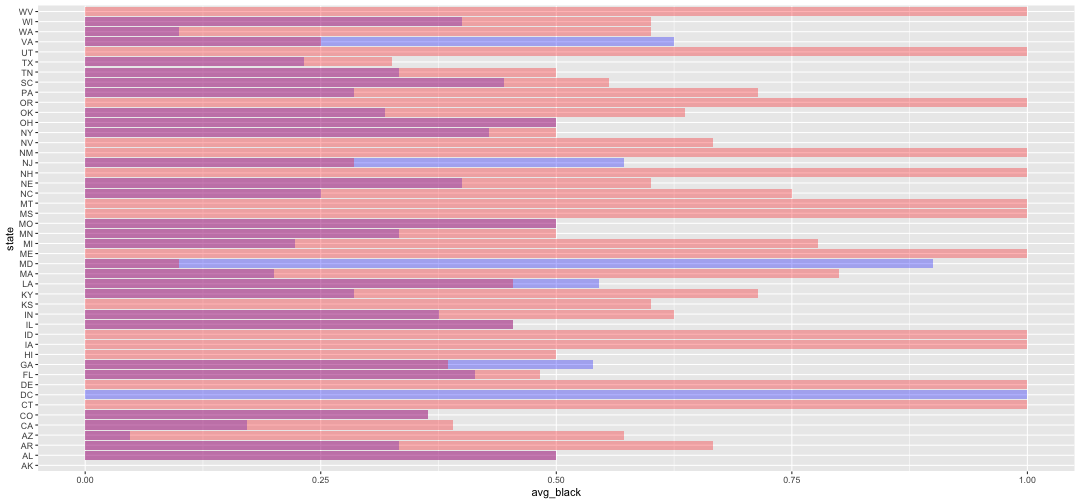 WV
WI
WA
VA
UT
TX
TN
SC
PA
OR
OK
OH
NY
NV
NM
NJ
NH
NE
NC
MT
MS
MO
MN
MI
ME
MD
MA
LA
KY
KS
IN
IL
ID
IA
HI
GA
FL
DE
DC
CT
CO
CA
AZ
AR
AL
AK
state
0.00 0.25 0.50 0.75 1.00
avg_black